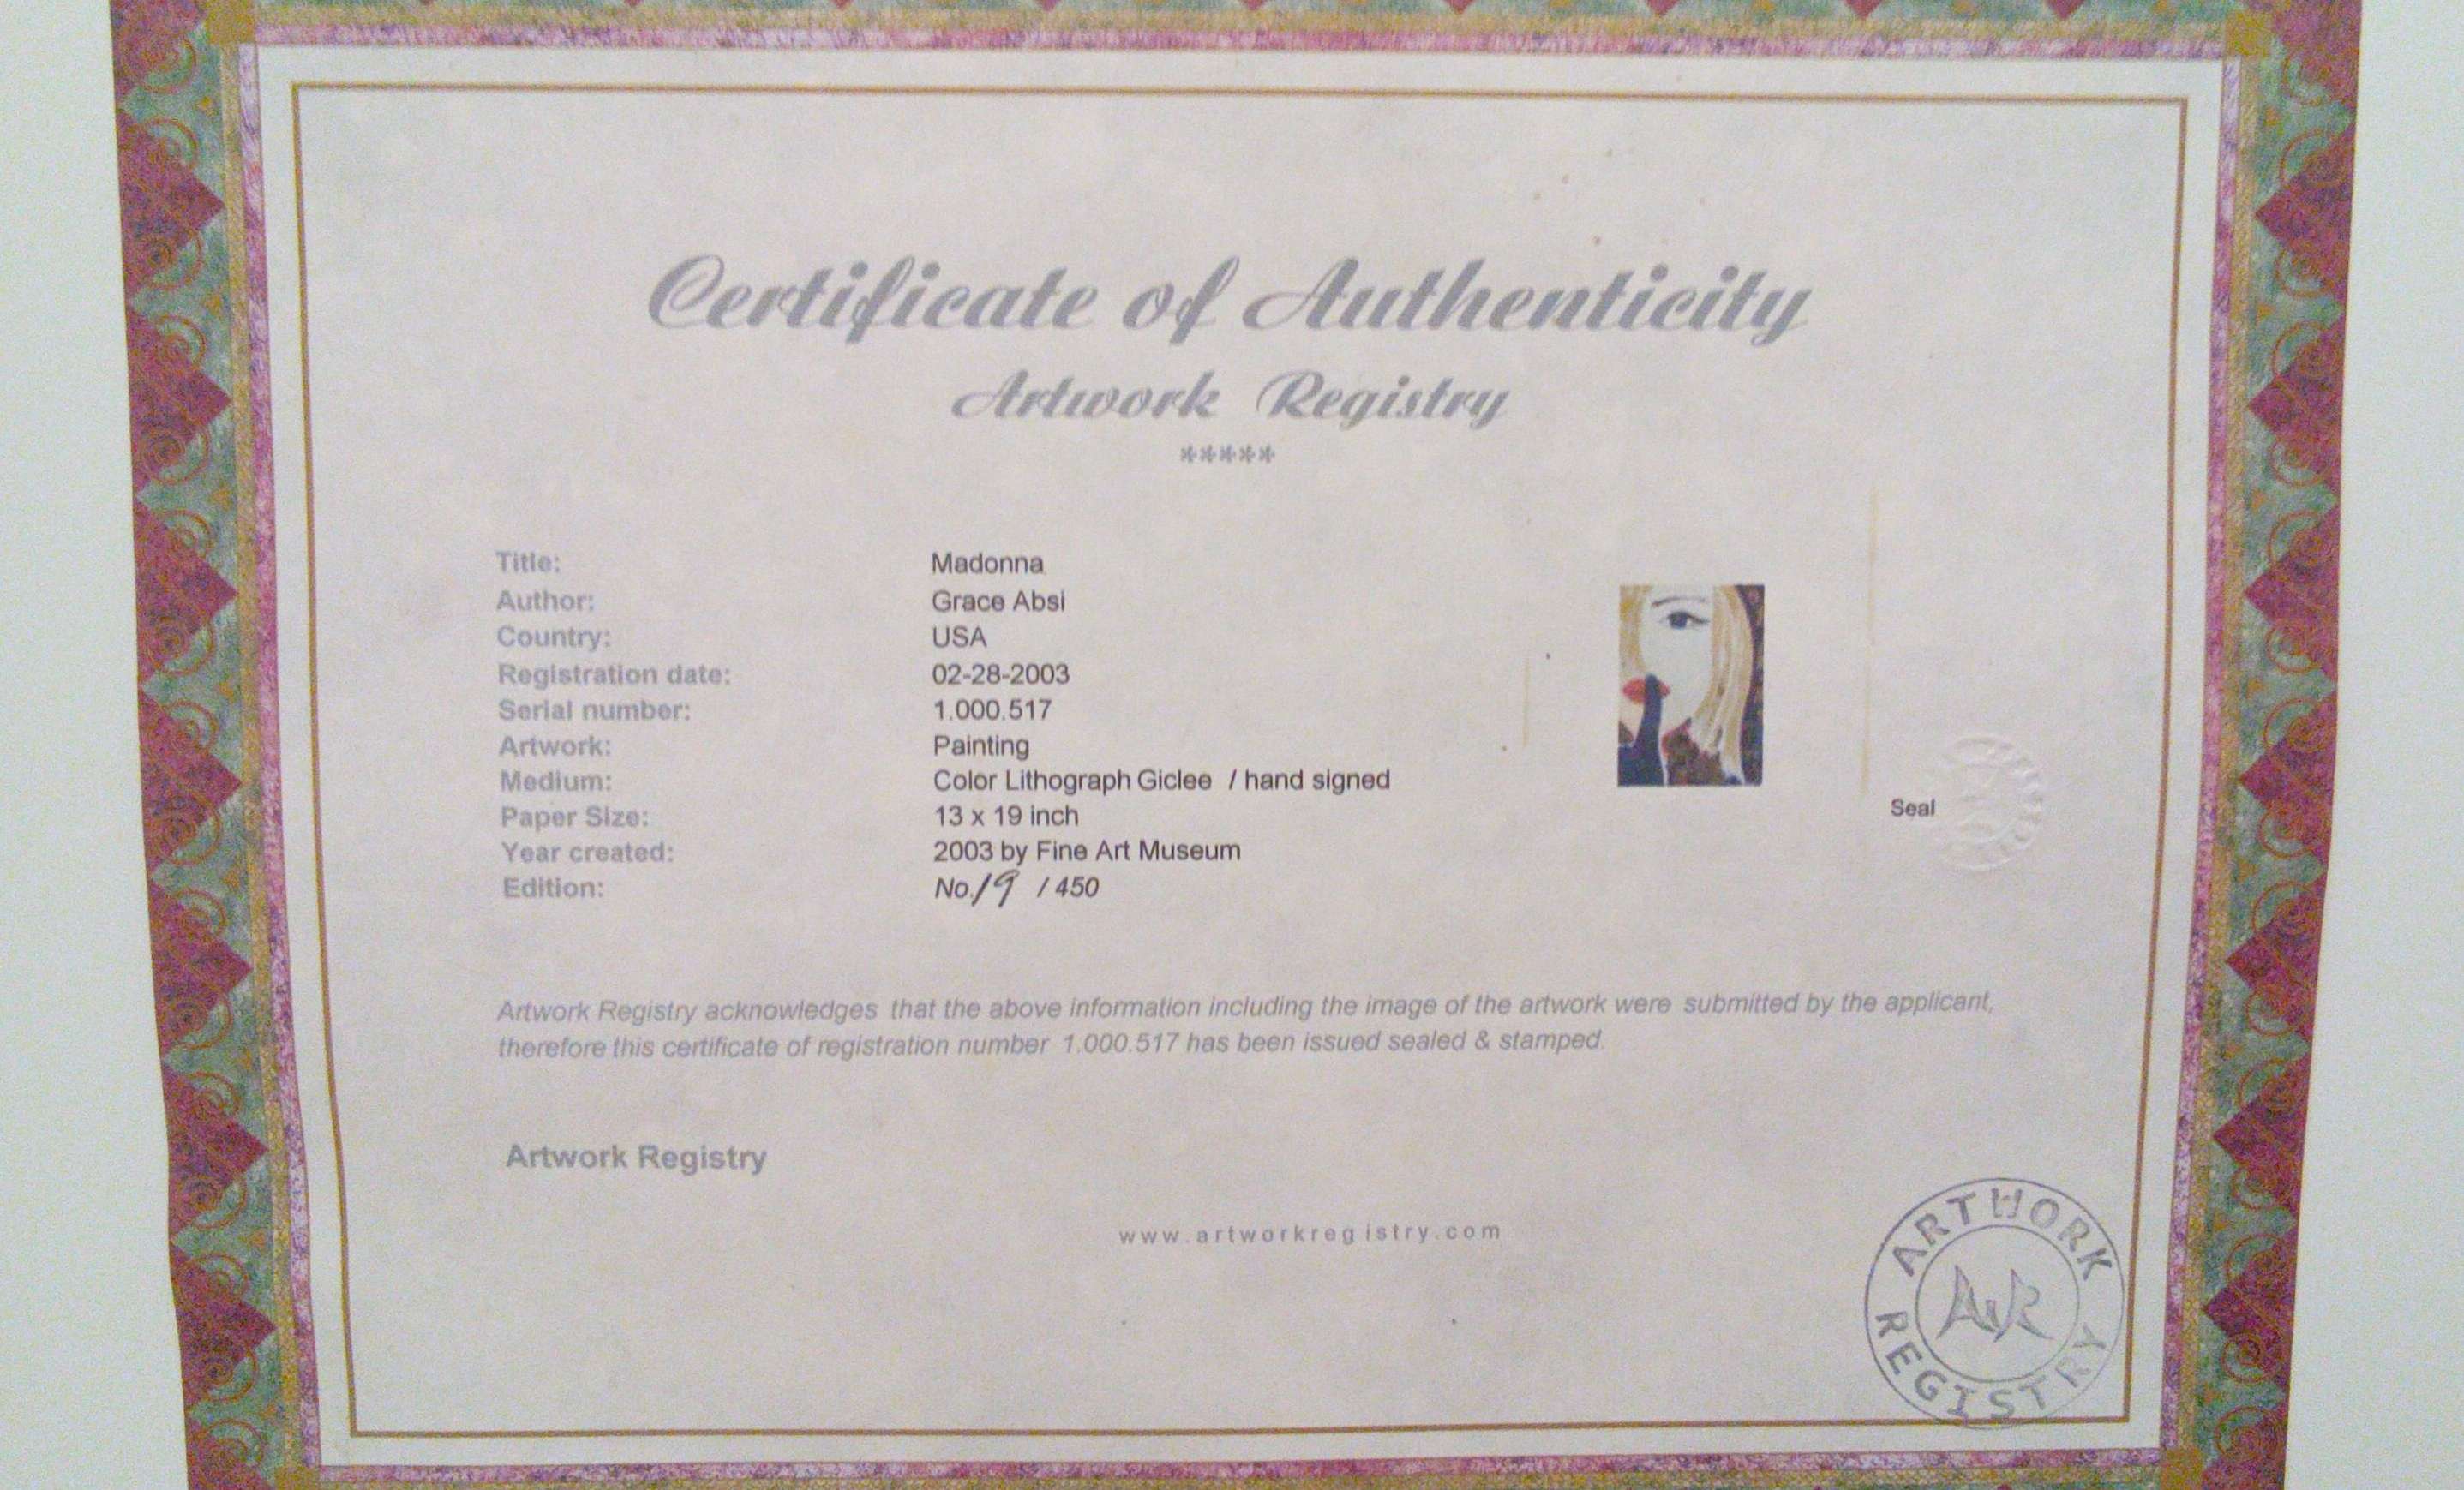 Certificate of Authenticity
Artwork Registry
*****
Title: Madonna
Author: Grace Absi
Country: USA
Registration date: 02-28-2003
Serial number: 1.000.517
Artwork: Painting
Medium: Color Lithograph Giclee / hand signed
Paper Size: 13 x 19 inch
Year created: 2003 by Fine Art Museum
Edition: No. 19 / 450
Seal
Artwork Registry acknowledges that the above information including the image of the artwork were submitted by the applicant,
therefore this certificate of registration number 1.000.517 has been issued sealed & stamped.
Artwork Registry
www.artworkregistry.com
ARTWORK REGISTRY
AWR